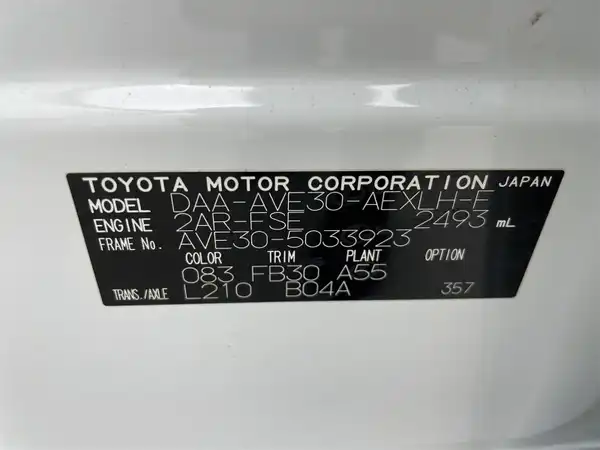 TOYOTA MOTOR CORPORATION JAPAN
MODEL DAA-AVE30-AEXLH-F
ENGINE 2AR-FSE 2493 mL
FRAME No. AVE30-5033923
COLOR TRIM PLANT OPTION
083 FB30 A55
TRANS./AXLE L210 B04A 357